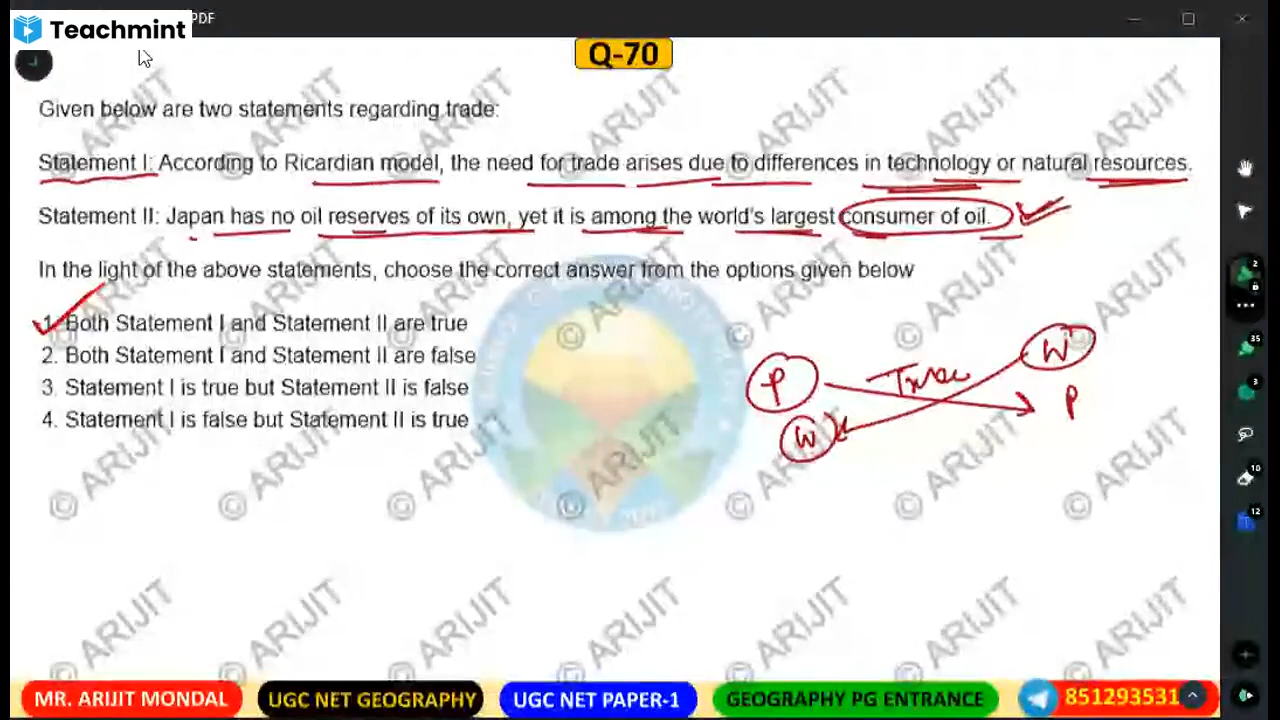 Teachmint
PDF
Q-70
Given below are two statements regarding trade:
Statement I: According to Ricardian model, the need for trade arises due to differences in technology or natural resources.
Statement II: Japan has no oil reserves of its own, yet it is among the world's largest consumer of oil.
In the light of the above statements, choose the correct answer from the options given below
1. Both Statement I and Statement II are true
2. Both Statement I and Statement II are false
3. Statement I is true but Statement II is false
4. Statement I is false but Statement II is true
P
Trade
W
W
P
© ARIJIT
2
35
3
10
12
MR. ARIJIT MONDAL
UGC NET GEOGRAPHY
UGC NET PAPER-1
GEOGRAPHY PG ENTRANCE
851293531